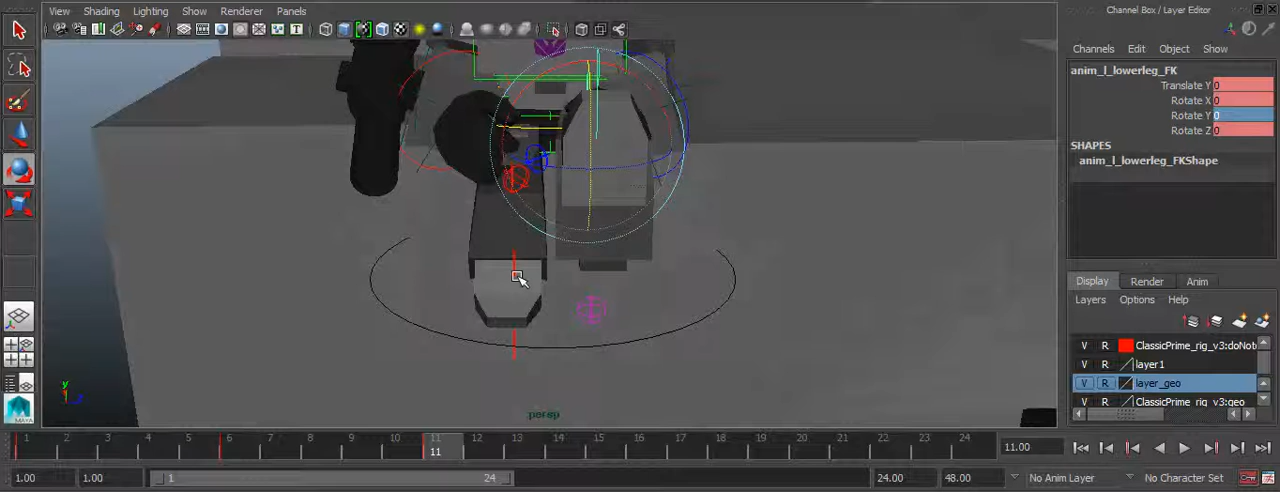 View Shading Lighting Show Renderer Panels
Channel Box / Layer Editor
Channels Edit Object Show
anim_l_lowerleg_FK
Translate Y 0
Rotate X 0
Rotate Y 0
Rotate Z 0
SHAPES
anim_l_lowerleg_FKShape
Display Render Anim
Layers Options Help
V R ClassicPrime_rig_v3:doNot
V R layer1
V R layer_geo
V R ClassicPrime_rig_v3:geo
y
z
persp
MAYA
1 2 3 4 5 6 7 8 9 10 11 12 13 14 15 16 17 18 19 20 21 22 23 24
11
11.00
1.00 1.00 1 24 24.00 48.00 No Anim Layer No Character Set